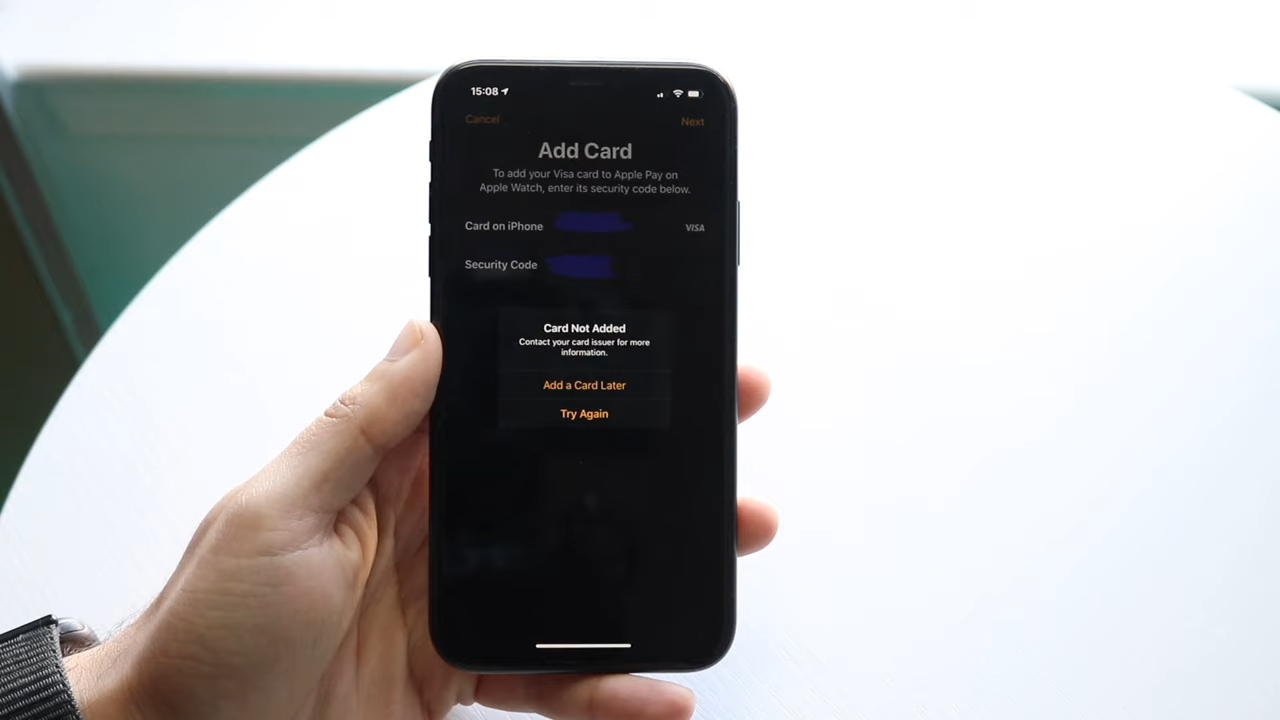 15:08
Cancel
Next
Add Card
To add your Visa card to Apple Pay on
Apple Watch, enter its security code below.
Card on iPhone
VISA
Security Code
Card Not Added
Contact your card issuer for more
information.
Add a Card Later
Try Again